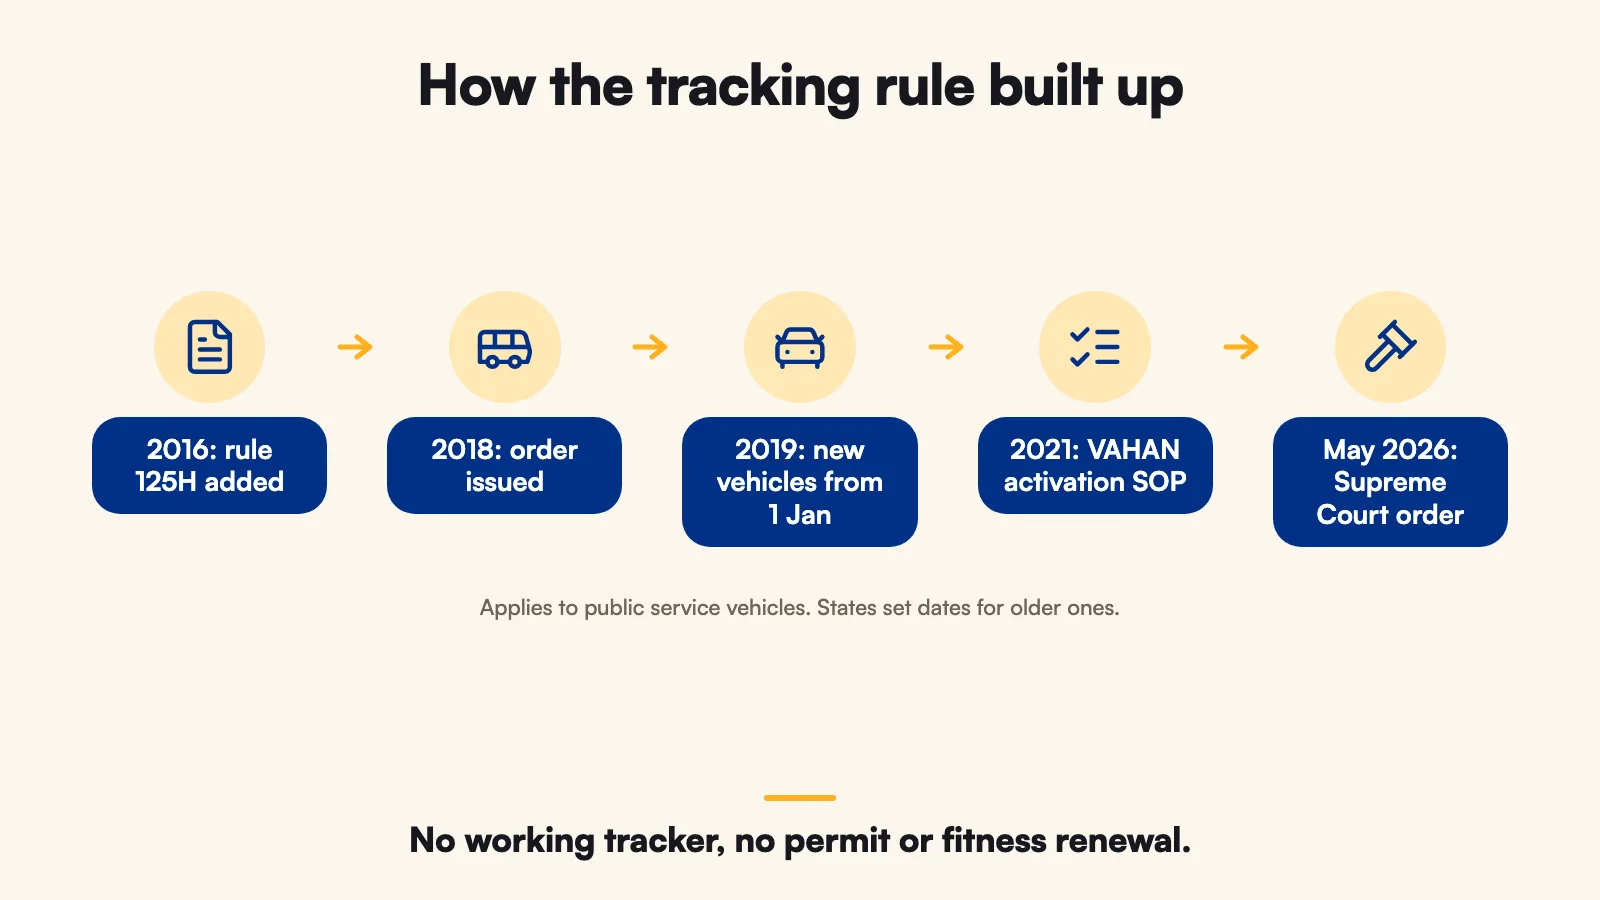 How the tracking rule built up
2016: rule
125H added
2018: order
issued
2019: new
vehicles from
1 Jan
2021: VAHAN
activation SOP
May 2026:
Supreme
Court order
Applies to public service vehicles. States set dates for older ones.
No working tracker, no permit or fitness renewal.